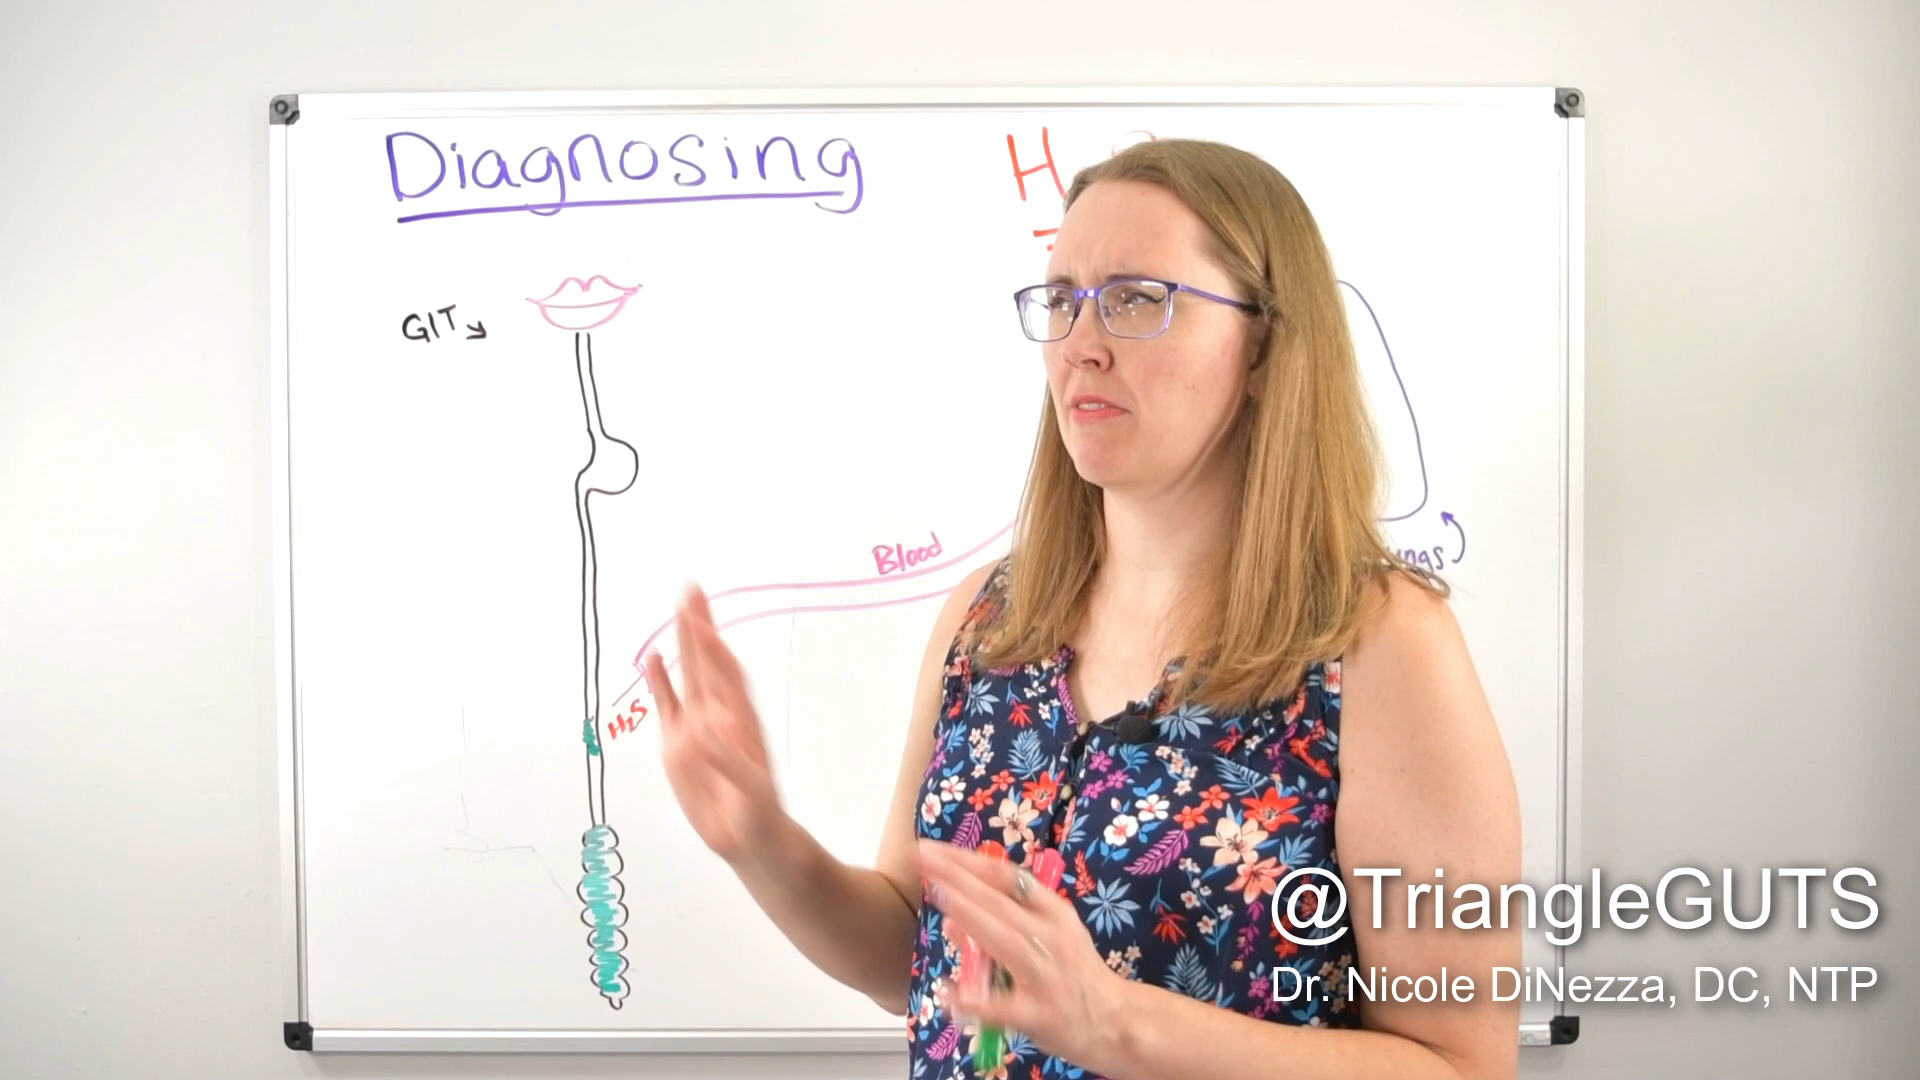 Diagnosing
H
GIT
Blood
H2S
@TriangleGUTS
Dr. Nicole DiNezza, DC, NTP